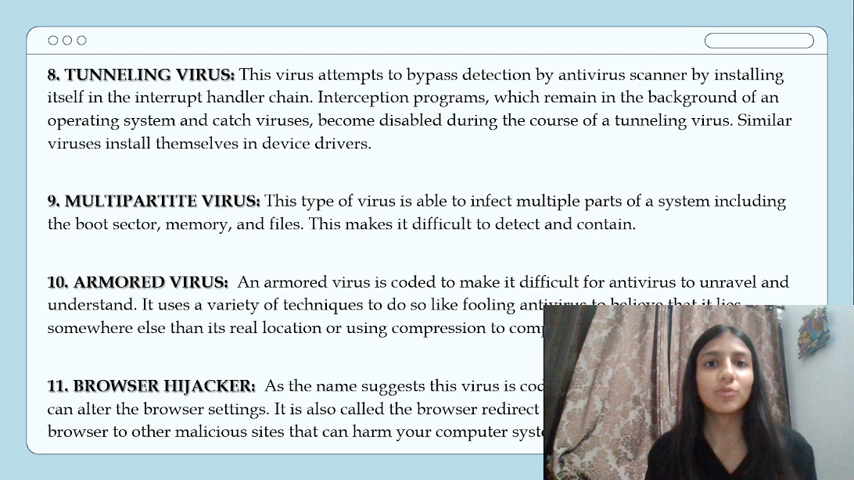 8. TUNNELING VIRUS: This virus attempts to bypass detection by antivirus scanner by installing
itself in the interrupt handler chain. Interception programs, which remain in the background of an
operating system and catch viruses, become disabled during the course of a tunneling virus. Similar
viruses install themselves in device drivers.
9. MULTIPARTITE VIRUS: This type of virus is able to infect multiple parts of a system including
the boot sector, memory, and files. This makes it difficult to detect and contain.
10. ARMORED VIRUS: An armored virus is coded to make it difficult for antivirus to unravel and
understand. It uses a variety of techniques to do so like fooling antivirus to believe that it lies
somewhere else than its real location or using compression to
11. BROWSER HIJACKER: As the name suggests this virus is
can alter the browser settings. It is also called the browser redirect
browser to other malicious sites that can harm your computer